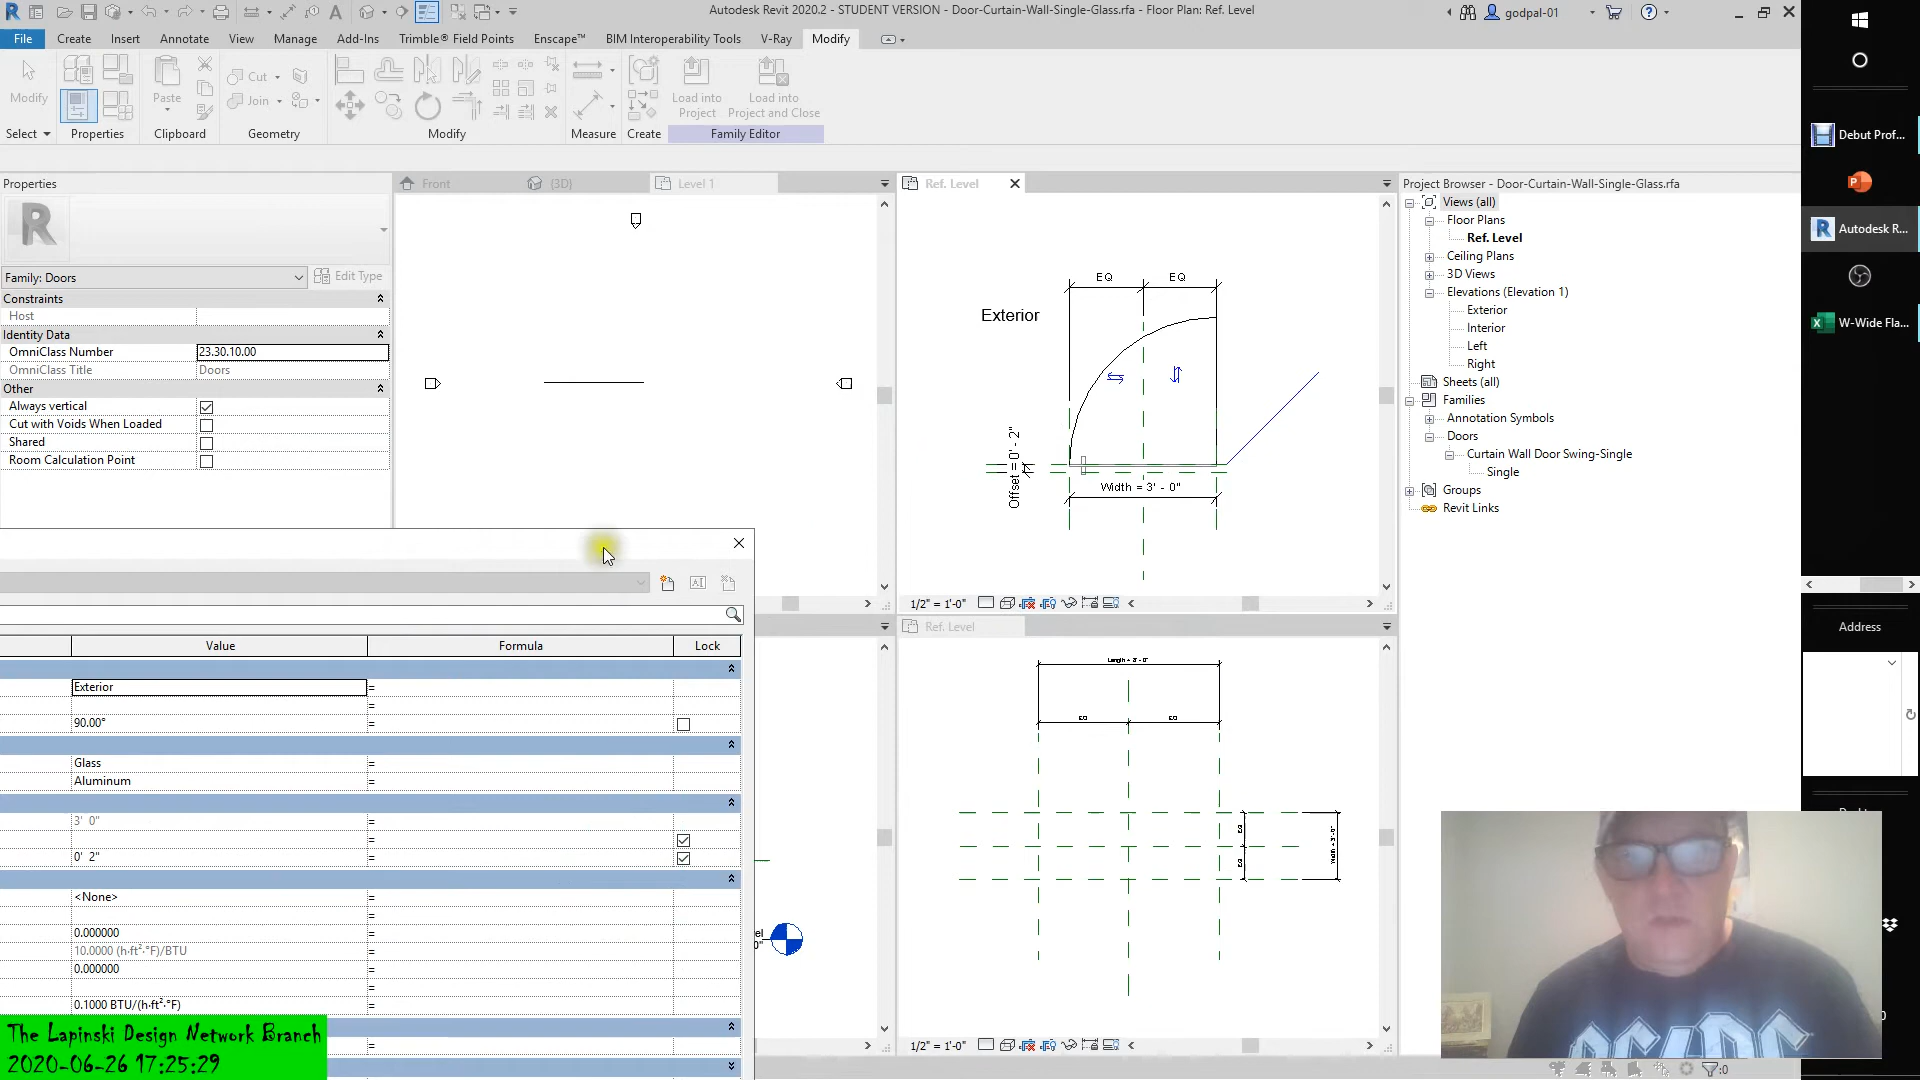 Autodesk Revit 2020.2 - STUDENT VERSION - Door-Curtain-Wall-Single-Glass.rfa - Floor Plan: Ref. Level
godpal-01
File Create Insert Annotate View Manage Add-Ins Trimble® Field Points Enscape™ BIM Interoperability Tools V-Ray Modify
Modify Paste Cut Join Load into Project Load into Project and Close
Select Properties Clipboard Geometry Modify Measure Create Family Editor
Properties
Family: Doors Edit Type
Constraints
Host
Identity Data
OmniClass Number 23.30.10.00
OmniClass Title Doors
Other
Always vertical
Cut with Voids When Loaded
Shared
Room Calculation Point
Front {3D} Level 1
Ref. Level
EQ EQ
Exterior
Offset = 0' - 2"
Width = 3' - 0"
1/2" = 1'-0"
Project Browser - Door-Curtain-Wall-Single-Glass.rfa
Views (all)
Floor Plans
Ref. Level
Ceiling Plans
3D Views
Elevations (Elevation 1)
Exterior
Interior
Left
Right
Sheets (all)
Families
Annotation Symbols
Doors
Curtain Wall Door Swing-Single
Single
Groups
Revit Links
Value Formula Lock
Exterior =
=
90.00° =
Glass =
Aluminum =
3' 0" =
=
0' 2" =
<None> =
=
0.000000 =
10.0000 (h·ft²·°F)/BTU =
0.000000 =
=
0.1000 BTU/(h·ft²·°F) =
=
Ref. Level
EQ EQ
EQ
EQ
Width = 3'-0"
1/2" = 1'-0"
:0
Debut Prof...
Autodesk R...
W-Wide Fla...
Address
AC DC
The Lapinski Design Network Branch
2020-06-26 17:25:29